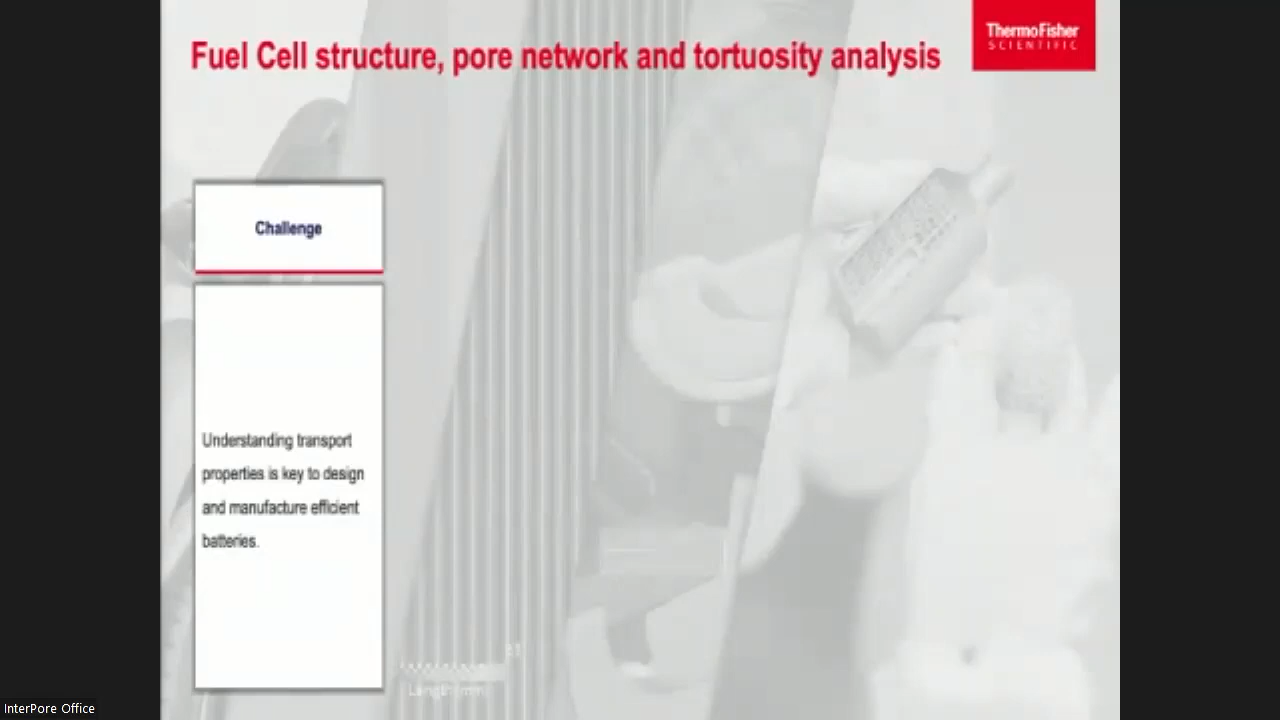 Fuel Cell structure, pore network and tortuosity analysis
ThermoFisher
SCIENTIFIC
Challenge
Understanding transport
properties is key to design
and manufacture efficient
batteries.
InterPore Office